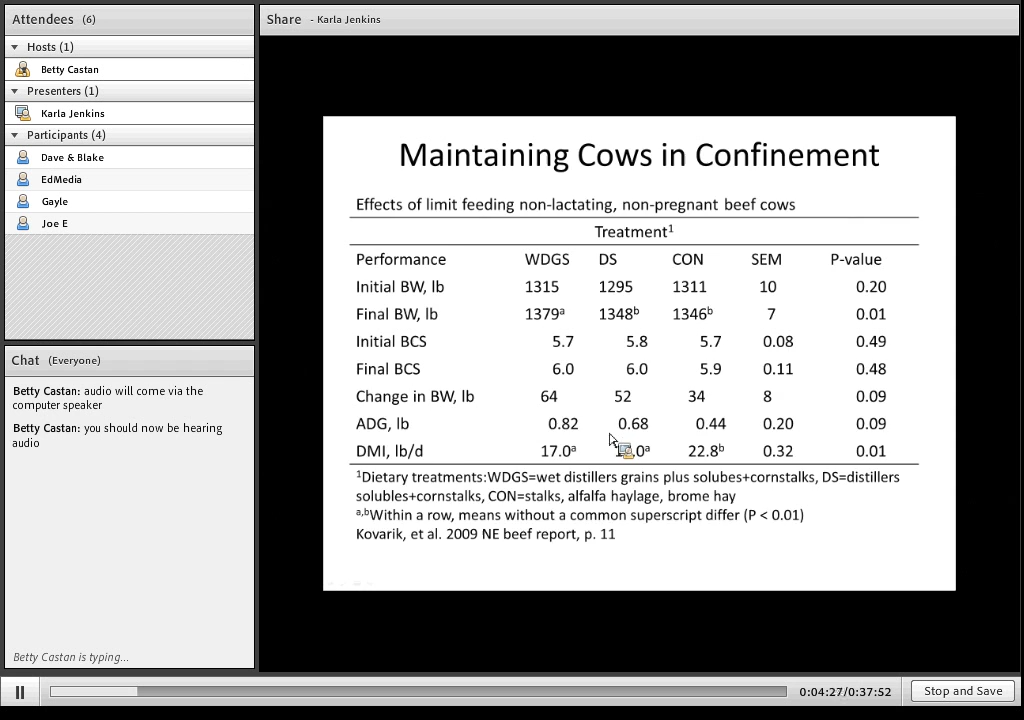 Attendees (6)
Hosts (1)
Betty Castan
Presenters (1)
Karla Jenkins
Participants (4)
Dave & Blake
EdMedia
Gayle
Joe E
Chat (Everyone)
Betty Castan: audio will come via the
computer speaker
Betty Castan: you should now be hearing
audio
Betty Castan is typing...
Share - Karla Jenkins
Maintaining Cows in Confinement
Effects of limit feeding non-lactating, non-pregnant beef cows
Treatment¹
Performance WDGS DS CON SEM P-value
Initial BW, lb 1315 1295 1311 10 0.20
Final BW, lb 1379ᵃ 1348ᵇ 1346ᵇ 7 0.01
Initial BCS 5.7 5.8 5.7 0.08 0.49
Final BCS 6.0 6.0 5.9 0.11 0.48
Change in BW, lb 64 52 34 8 0.09
ADG, lb 0.82 0.68 0.44 0.20 0.09
DMI, lb/d 17.0ᵃ 22.8ᵇ 0.32 0.01
¹Dietary treatments:WDGS=wet distillers grains plus solubes+cornstalks, DS=distillers
solubles+cornstalks, CON=stalks, alfalfa haylage, brome hay
ᵃ,ᵇWithin a row, means without a common superscript differ (P < 0.01)
Kovarik, et al. 2009 NE beef report, p. 11
0:04:27/0:37:52
Stop and Save